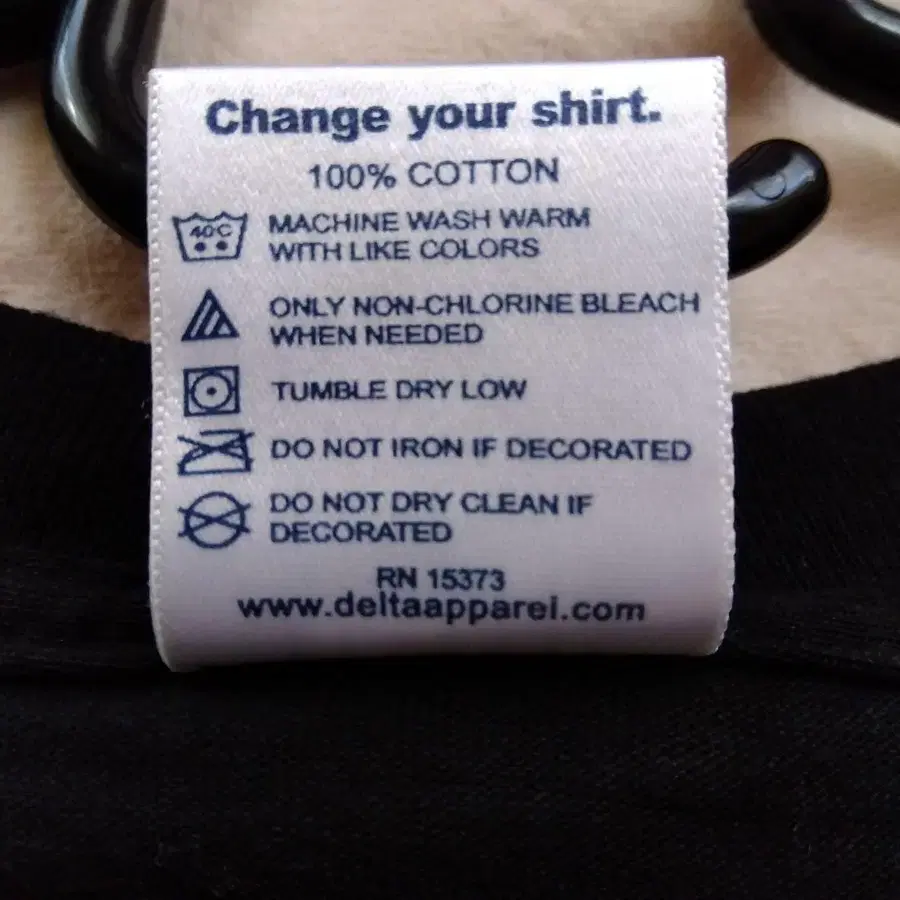 Change your shirt.
100% COTTON
40C
MACHINE WASH WARM
WITH LIKE COLORS
ONLY NON-CHLORINE BLEACH
WHEN NEEDED
TUMBLE DRY LOW
DO NOT IRON IF DECORATED
DO NOT DRY CLEAN IF
DECORATED
RN 15373
www.deltaapparel.com